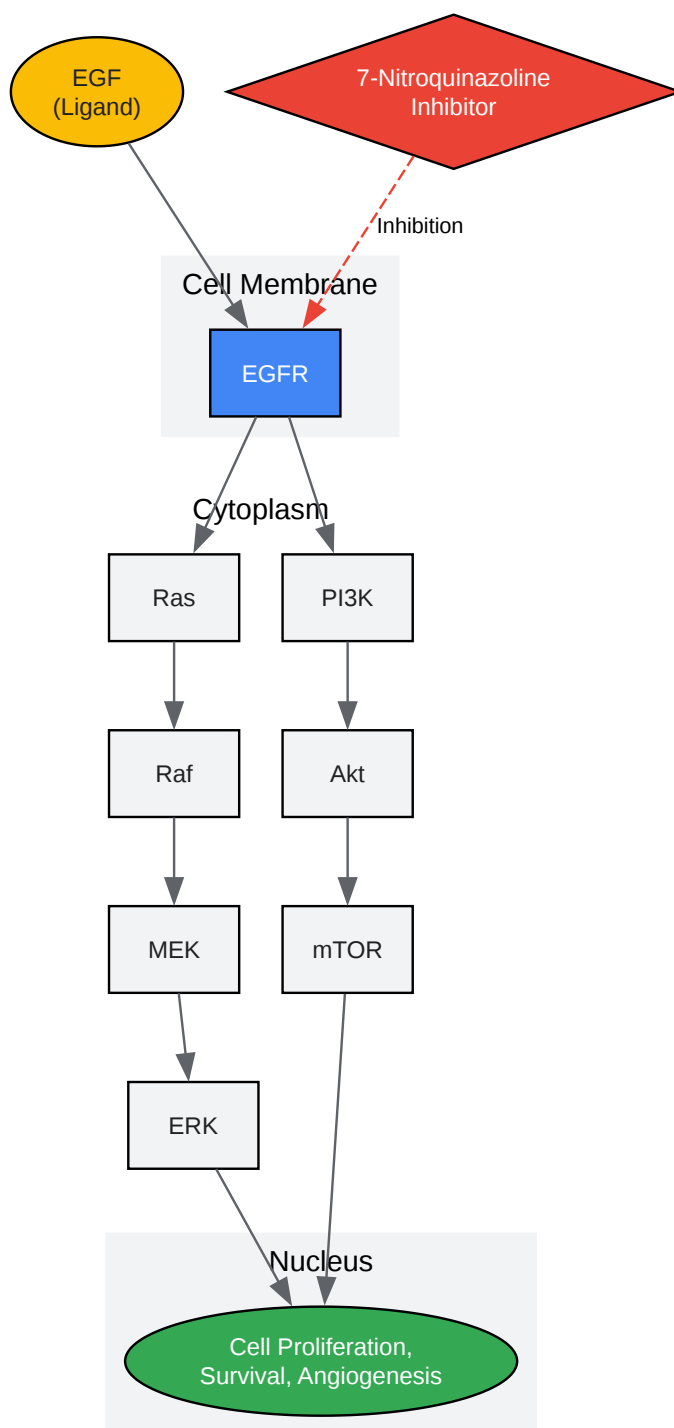 EGF
(Ligand)
7-Nitroquinazoline
Inhibitor
Inhibition
Cell Membrane
EGFR
Cytoplasm
Ras
PI3K
Raf
Akt
MEK
mTOR
ERK
Nucleus
Cell Proliferation,
Survival, Angiogenesis